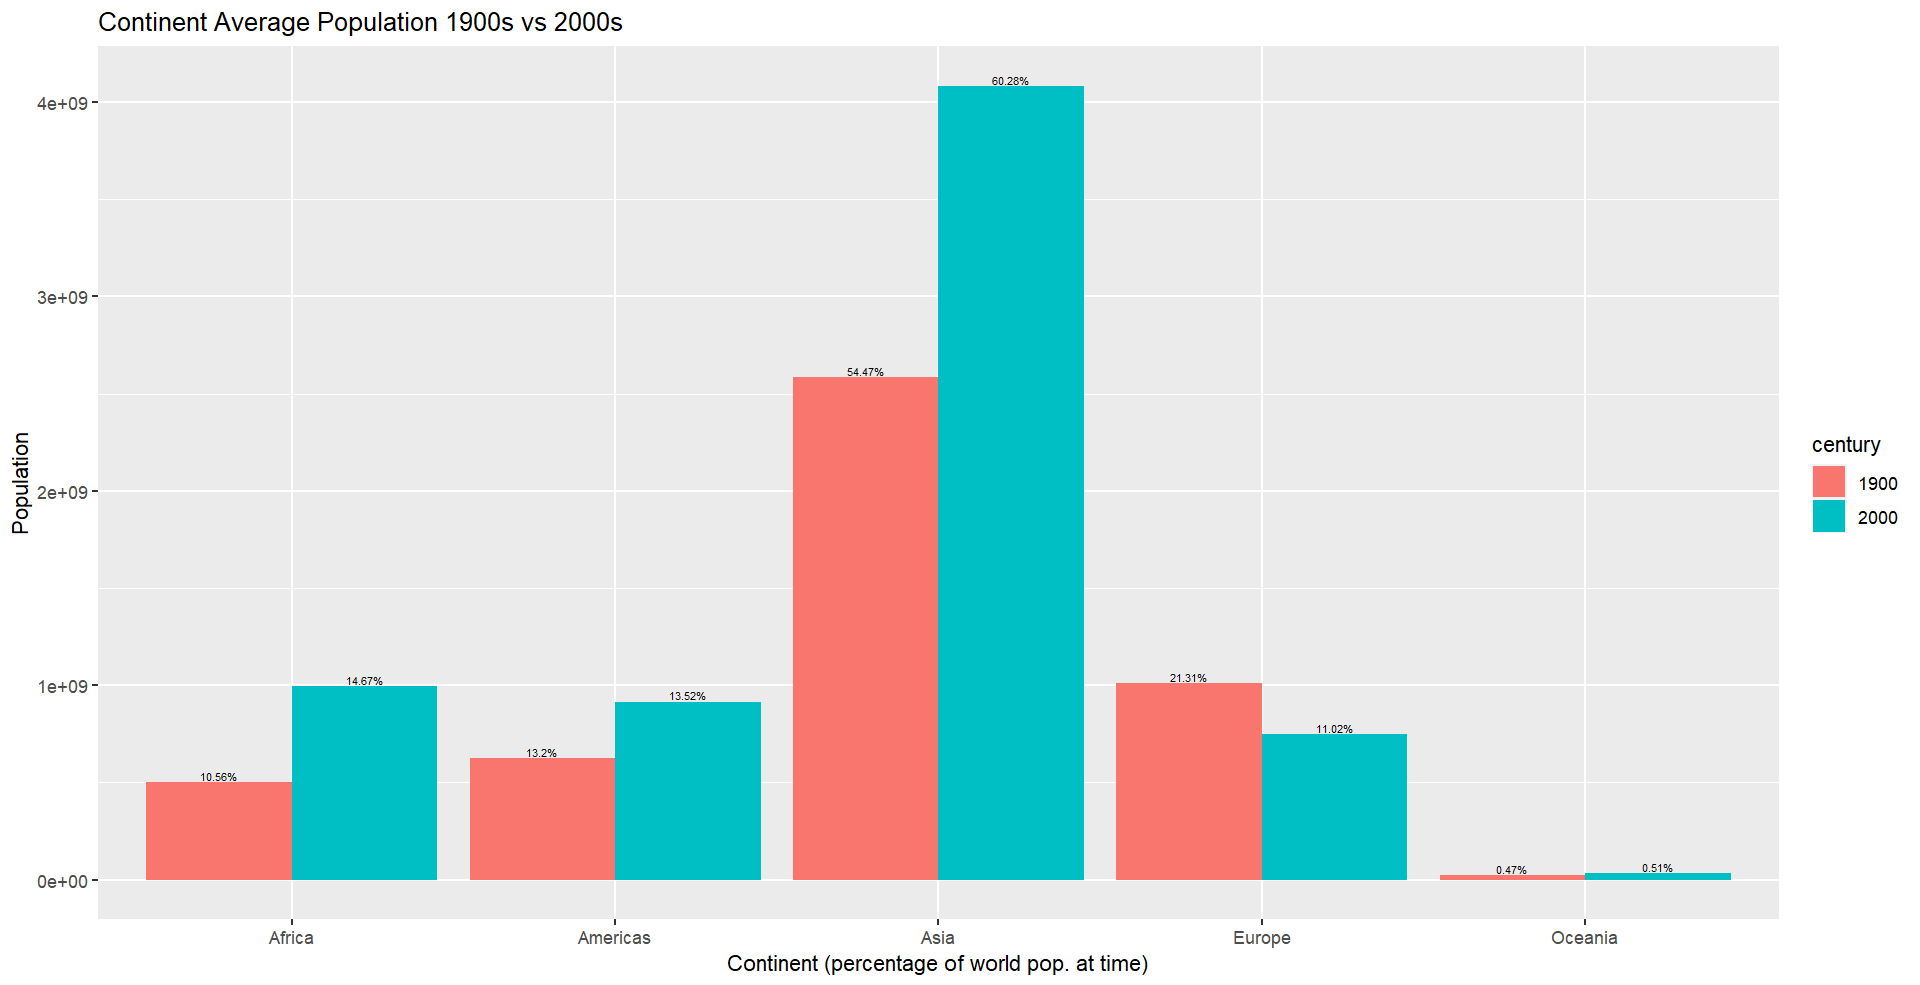 Continent Average Population 1900s vs 2000s
60.28%
4e+09
3e+09
54.47%
2e+09
1e+09
14.67%
13.52%
21.31%
13.2%
11.02%
10.56%
0.47%
0.51%
0e+00
Population
Africa
Americas
Asia
Europe
Oceania
Continent (percentage of world pop. at time)
century
1900
2000